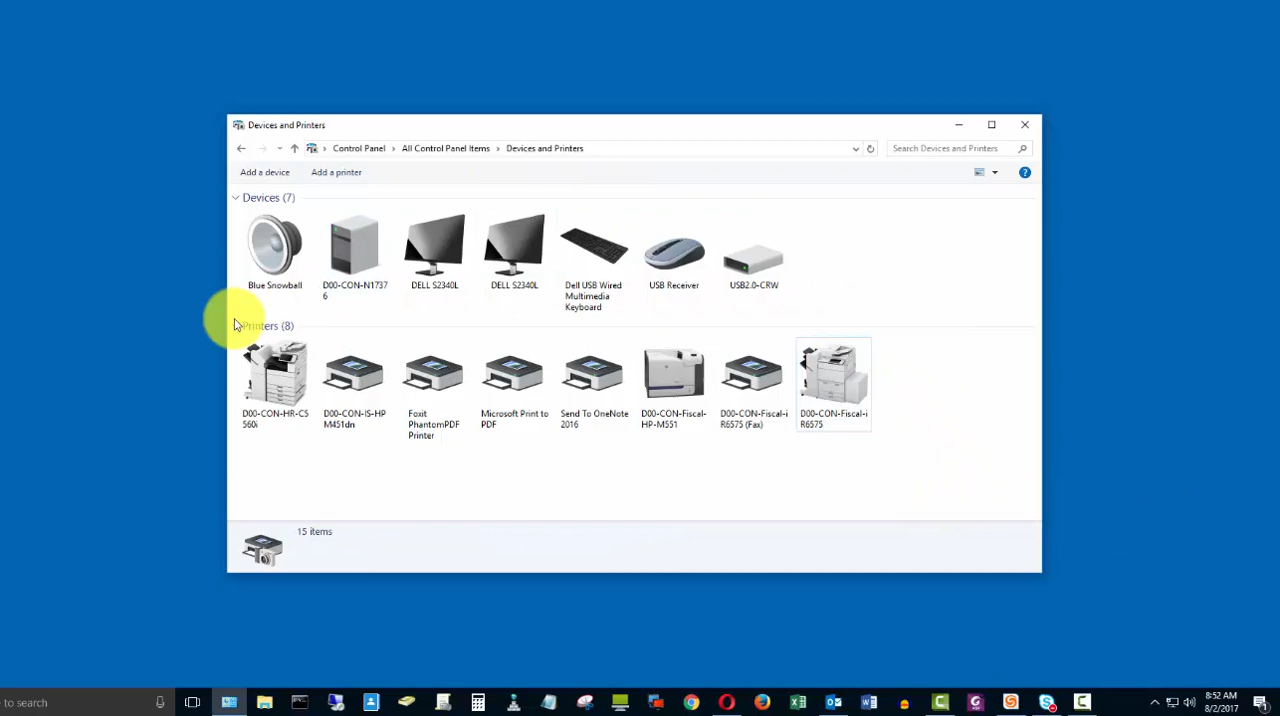 Devices and Printers
Control Panel
All Control Panel Items
Devices and Printers
Search Devices and Printers
Add a device
Add a printer
Devices (7)
Blue Snowball
D00-CON-N1737
6
DELL S2340L
DELL S2340L
Dell USB Wired
Multimedia
Keyboard
USB Receiver
USB2.0-CRW
Printers (8)
D00-CON-HR-C5
560i
D00-CON-IS-HP
M451dn
Foxit
PhantomPDF
Printer
Microsoft Print to
PDF
Send To OneNote
2016
D00-CON-Fiscal-
HP-M551
D00-CON-Fiscal-i
R6575 (Fax)
D00-CON-Fiscal-i
R6575
15 items
e to search
8:52 AM
8/2/2017